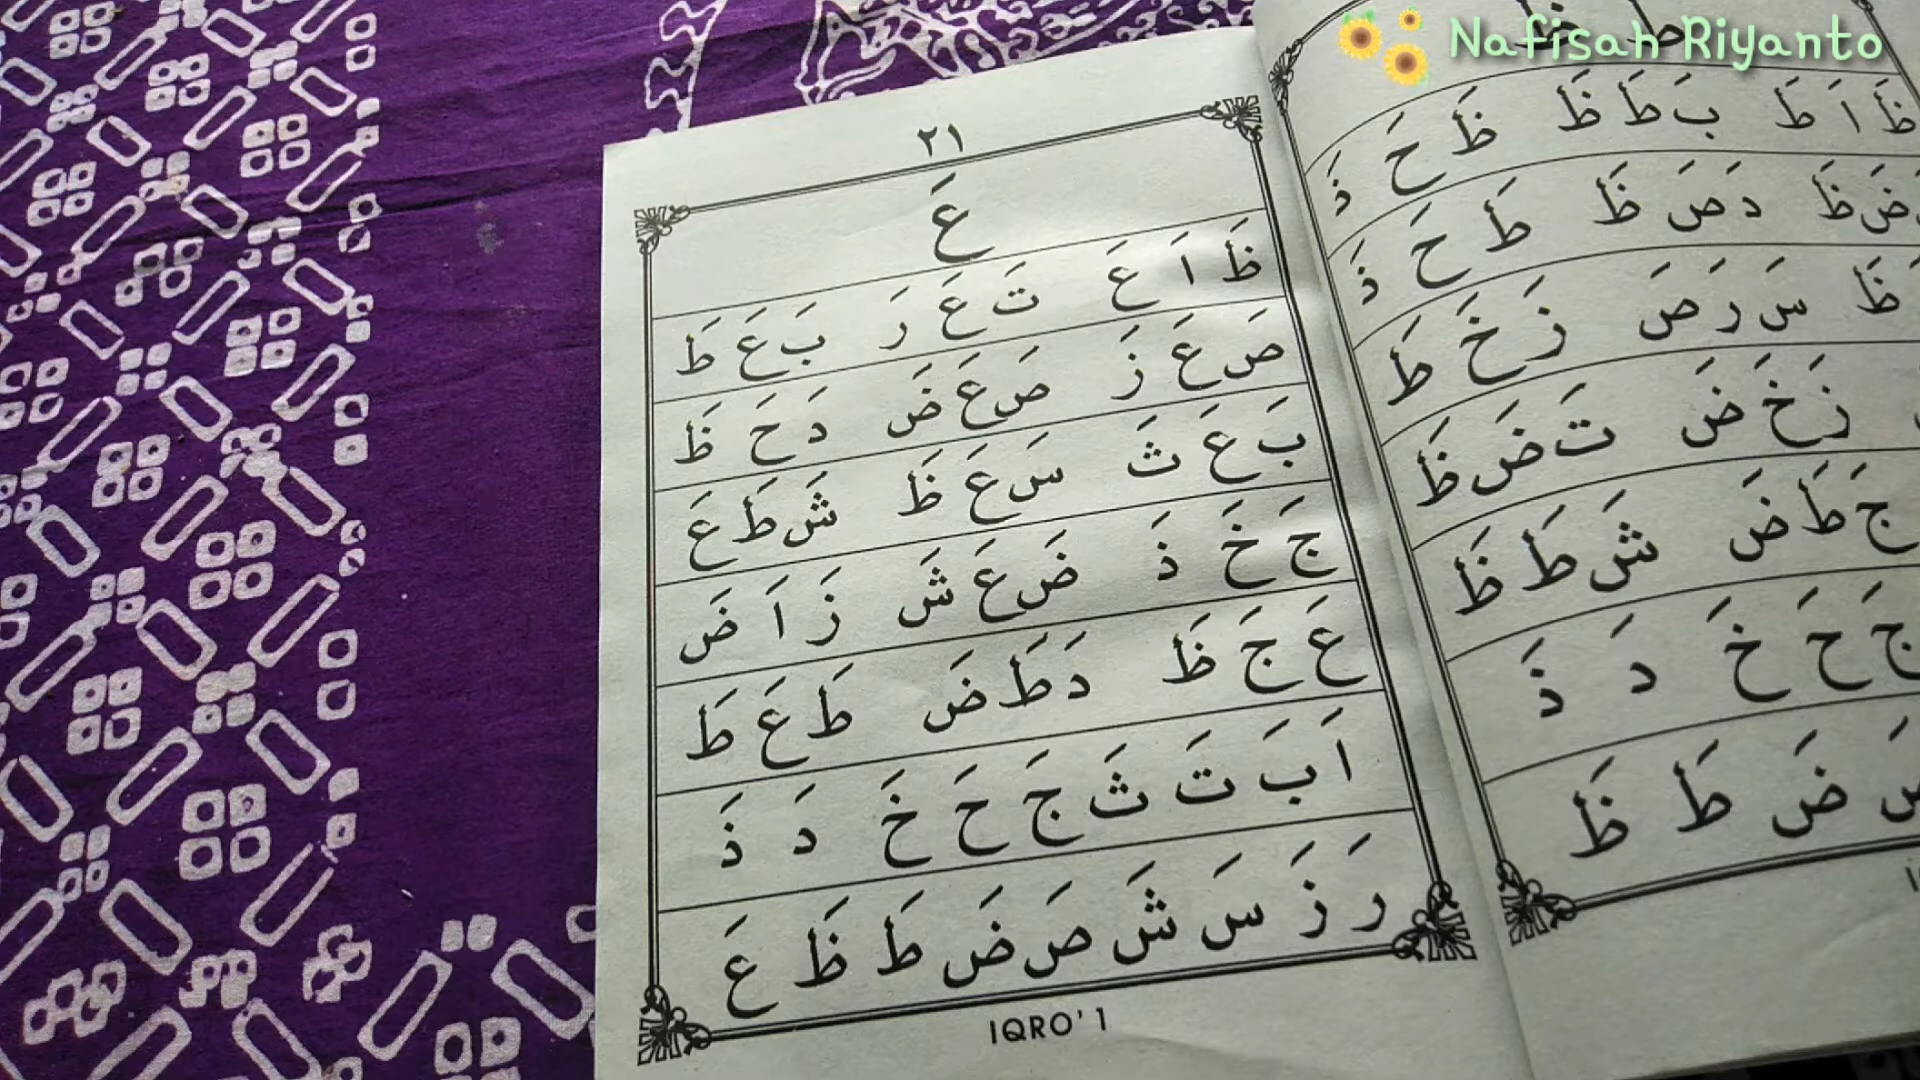 Nafisah Riyanto
٢١
عَ
ظَ اَ عَ تَ عَ رَ بَ عَ طَ
صَ عَ زَ صَ عَ ضَ دَ حَ ظَ
بَ عَ ثَ سَ عَ ظَ شَ طَ عَ
جَ خَ ذَ ضَ عَ شَ زَ اَ ضَ
عَ جَ ظَ دَ طَ ضَ طَ عَ طَ
اَ بَ تَ ثَ جَ حَ خَ دَ ذَ
رَ زَ سَ شَ صَ ضَ طَ ظَ عَ
IQRO' 1
ظَ اَ طَ بَ طَ ظَ ظَ حَ ذَ
ضَ ظَ دَ صَ ظَ طَ حَ ذَ
ظَ سَ رَ صَ زَ خَ طَ
زَ خَ ضَ تَ ضَ ظَ
جَ طَ ضَ شَ طَ ظَ
جَ حَ خَ دَ ذَ
ضَ طَ ظَ